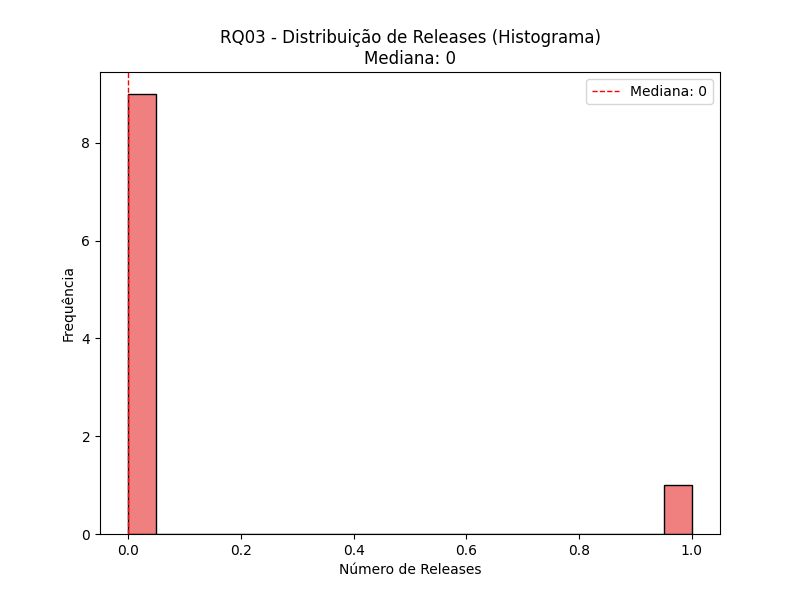 RQ03 - Distribuição de Releases (Histograma)
Mediana: 0
Mediana: 0
Frequência
8
6
4
2
0
0.0
0.2
0.4
0.6
0.8
1.0
Número de Releases